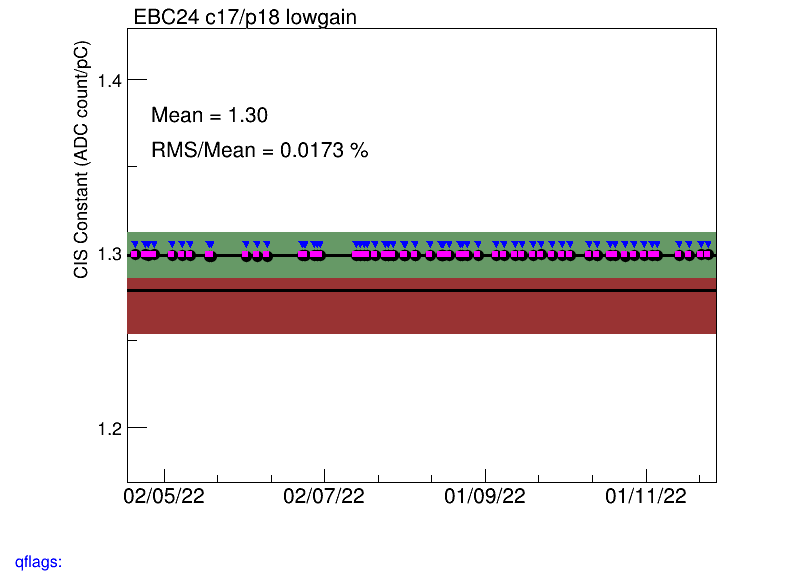 EBC24 c17/p18 lowgain
CIS Constant (ADC count/pC)
1.4
Mean = 1.30
RMS/Mean = 0.0173 %
1.3
1.2
02/05/22 02/07/22 01/09/22 01/11/22
qflags: